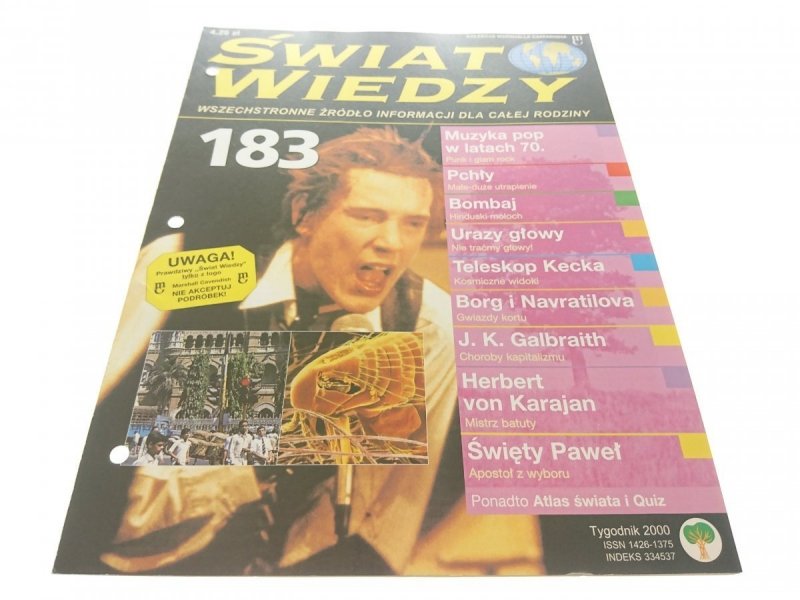 4.20 zł
KOLEKCJA MARSHALLA CAVENDISHA
ŚWIAT
WIEDZY
WSZECHSTRONNE ŹRÓDŁO INFORMACJI DLA CAŁEJ RODZINY
183
Muzyka pop
w latach 70.
Punk i glam rock
Pchły
Małe-duże utrapienie
Bombaj
Hinduski moloch
Urazy głowy
Nie traćmy głowy!
Teleskop Kecka
Kosmiczne widoki
Borg i Navratilova
Gwiazdy kortu
J. K. Galbraith
Choroby kapitalizmu
Herbert
von Karajan
Mistrz batuty
Święty Paweł
Apostoł z wyboru
Ponadto Atlas świata i Quiz
UWAGA!
Prawdziwy „Świat Wiedzy"
tylko z logo
Marshall Cavendish
NIE AKCEPTUJ
PODRÓBEK!
Tygodnik 2000
ISSN 1426-1375
INDEKS 334537